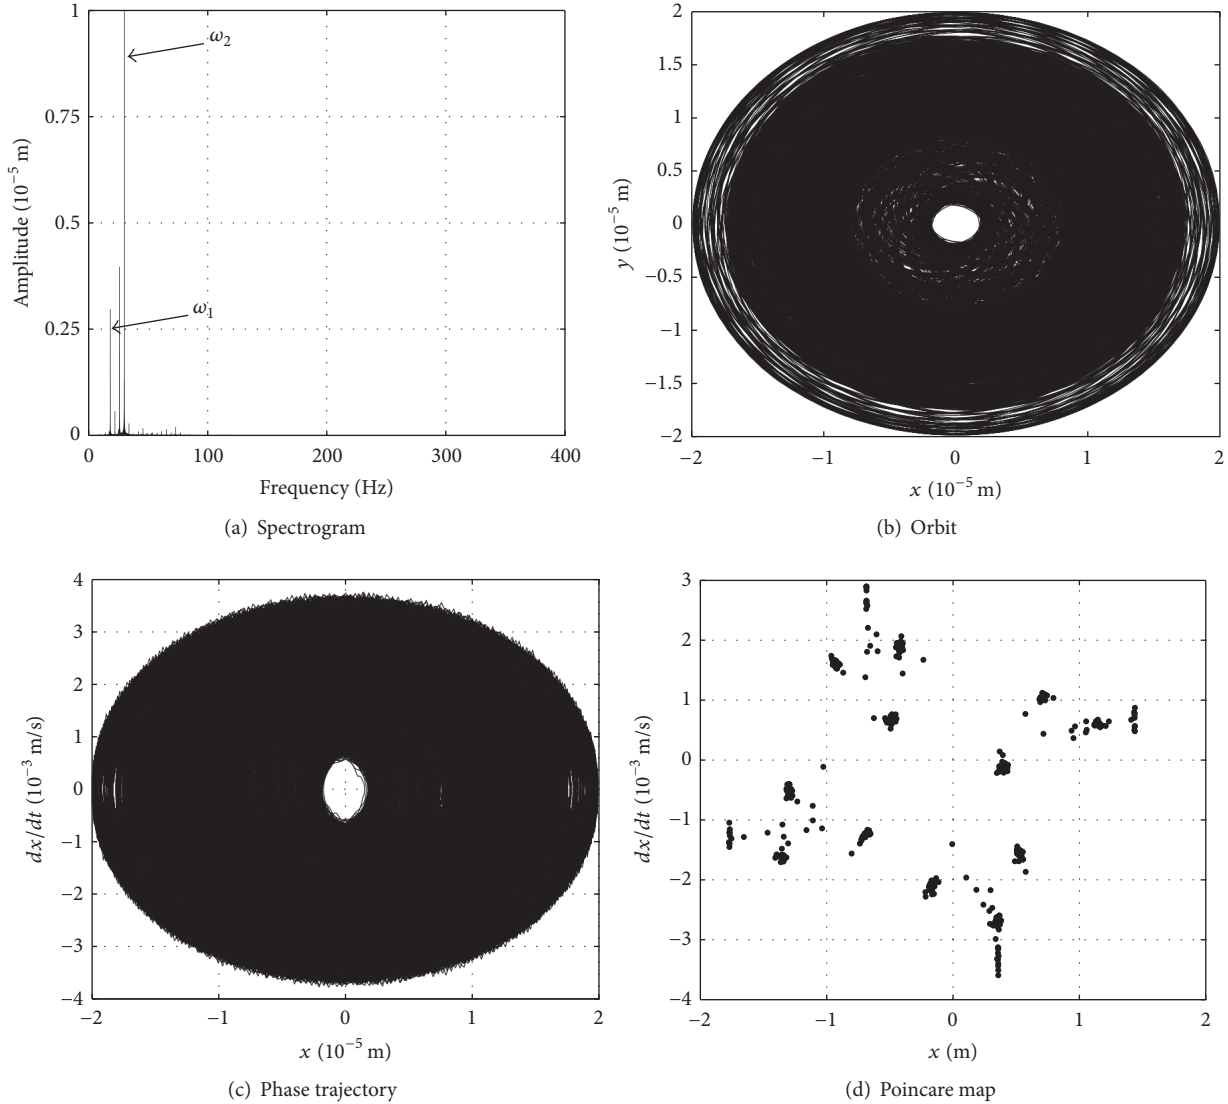 1
0.75
0.5
0.25
0
Amplitude (10⁻⁵ m)
ω₂
ω₁
0 100 200 300 400
Frequency (Hz)
(a) Spectrogram
2
1.5
1
0.5
0
−0.5
−1
−1.5
−2
y (10⁻⁵ m)
−2 −1 0 1 2
x (10⁻⁵ m)
(b) Orbit
4
3
2
1
0
−1
−2
−3
−4
dx/dt (10⁻³ m/s)
−2 −1 0 1 2
x (10⁻⁵ m)
(c) Phase trajectory
3
2
1
0
−1
−2
−3
−4
dx/dt (10⁻³ m/s)
−2 −1 0 1 2
x (m)
(d) Poincare map